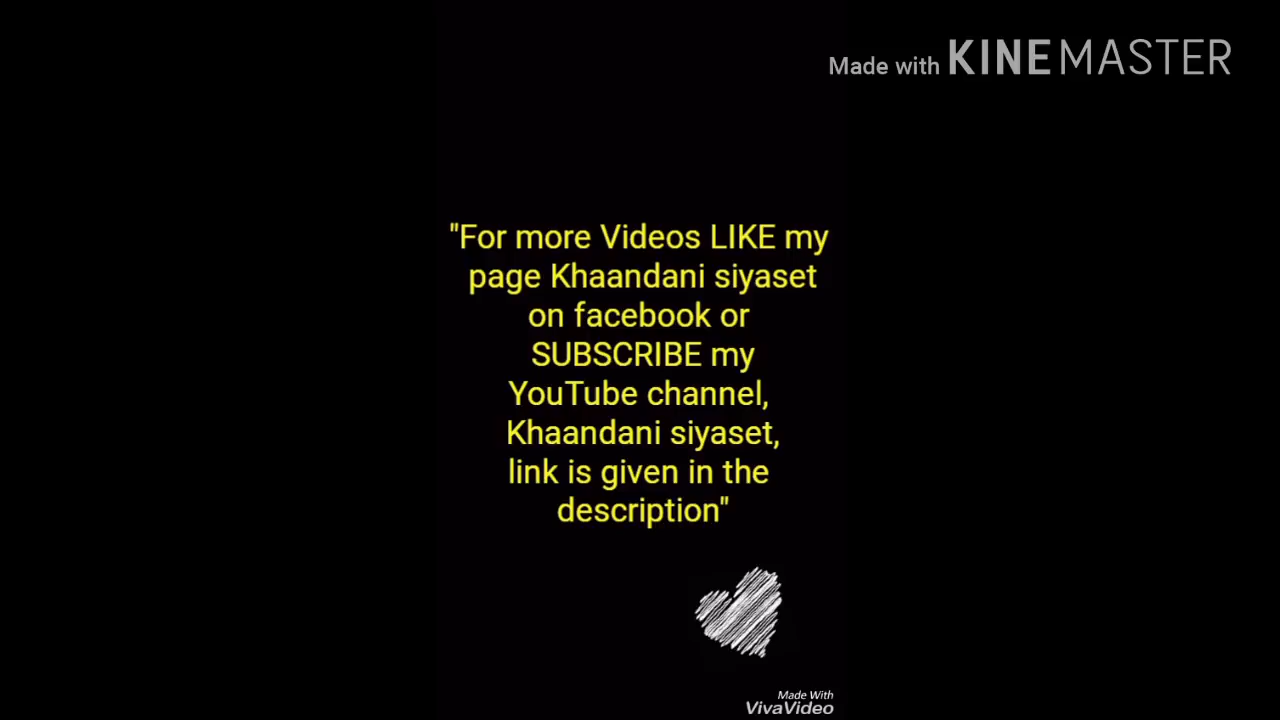 Made with KINEMASTER
"For more Videos LIKE my
page Khaandani siyaset
on facebook or
SUBSCRIBE my
YouTube channel,
Khaandani siyaset,
link is given in the
description"
Made With
VivaVideo